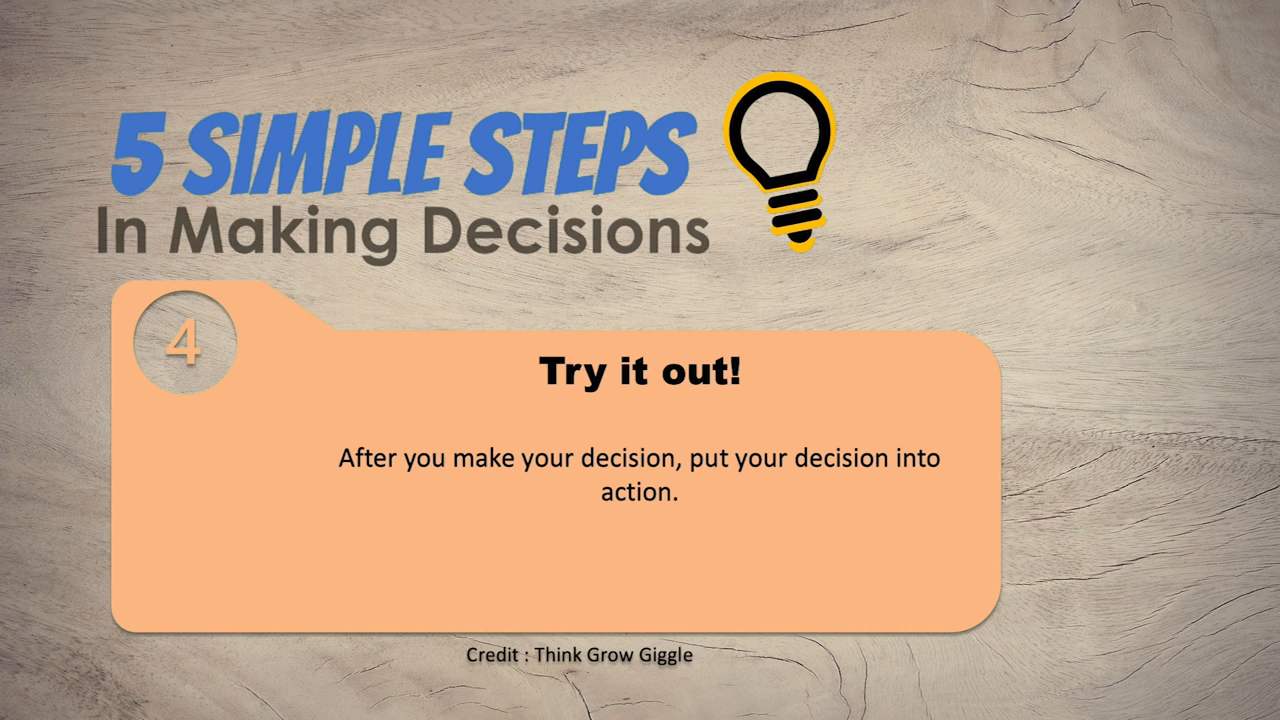 5 SIMPLE STEPS
In Making Decisions
4
Try it out!
After you make your decision, put your decision into
action.
Credit : Think Grow Giggle